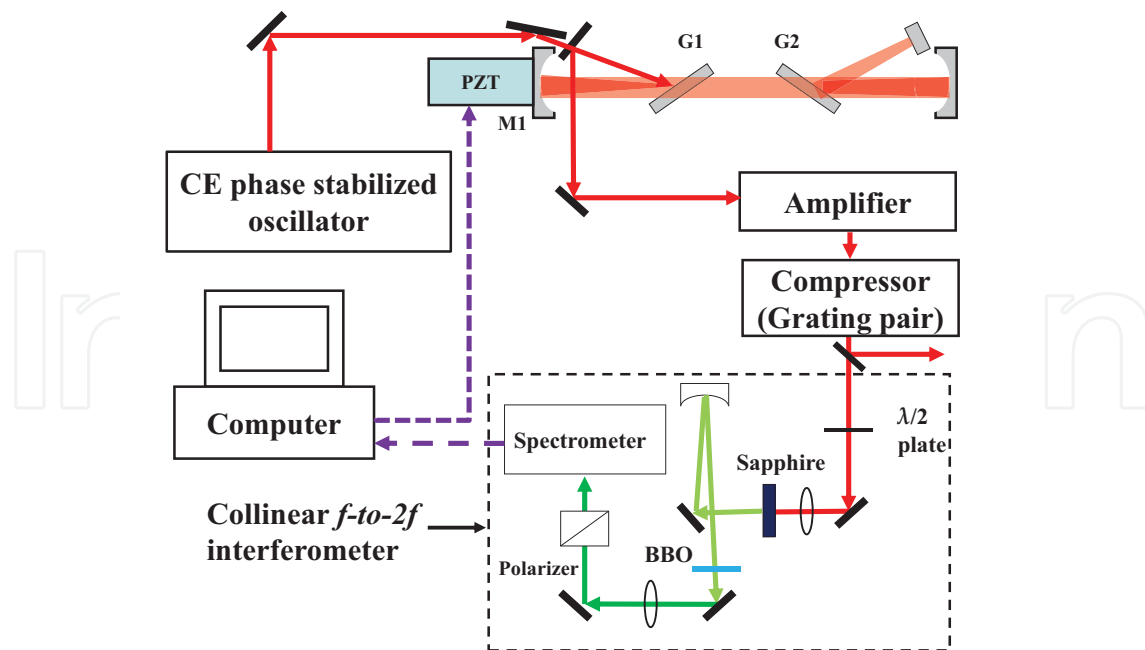 G1
G2
PZT
M1
CE phase stabilized
oscillator
Amplifier
Compressor
(Grating pair)
Computer
Spectrometer
λ/2
plate
Sapphire
Collinear f-to-2f
interferometer
BBO
Polarizer
In
n